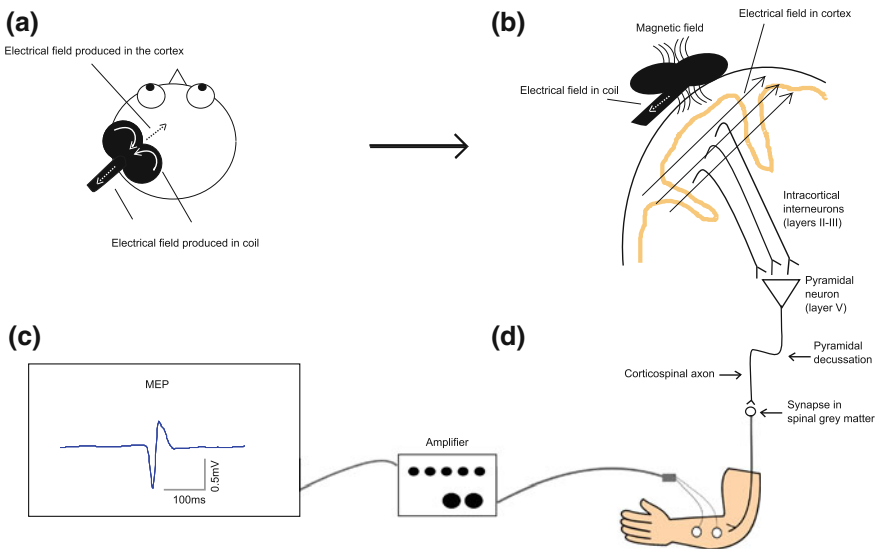 (a)
Electrical field produced in the cortex
Electrical field produced in coil
(b)
Electrical field in cortex
Magnetic field
Electrical field in coil
Intracortical
interneurons
(layers II-III)
Pyramidal
neuron
(layer V)
(c)
MEP
0.5mV
100ms
Amplifier
(d)
Pyramidal
decussation
Corticospinal axon
Synapse in
spinal grey matter